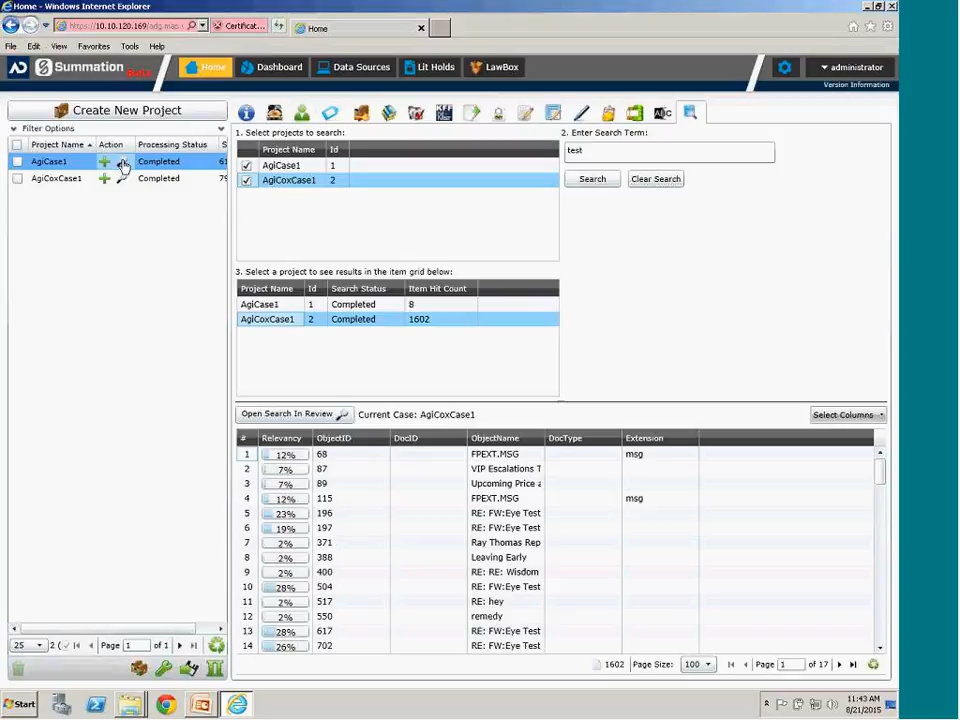 Home - Windows Internet Explorer
https://10.10.120.169/adg.map. Certificat...
Home
File Edit View Favorites Tools Help
AD Summation Home Dashboard Data Sources Lit Holds LawBox administrator
Version Information
Create New Project
Filter Options
Project Name Action Processing Status S
AgiCase1 Completed 61
AgiCoxCase1 Completed 79
1. Select projects to search:
Project Name Id
AgiCase1 1
AgiCoxCase1 2
2. Enter Search Term:
test
Search Clear Search
3. Select a project to see results in the item grid below:
Project Name Id Search Status Item Hit Count
AgiCase1 1 Completed 8
AgiCoxCase1 2 Completed 1602
Open Search In Review Current Case: AgiCoxCase1 Select Columns
# Relevancy ObjectID DocID ObjectName DocType Extension
1 12% 68 FPEXT.MSG msg
2 7% 87 VIP Escalations T
3 7% 89 Upcoming Price a
4 12% 115 FPEXT.MSG msg
5 23% 196 RE: FW:Eye Test
6 19% 197 RE: FW:Eye Test
7 2% 371 Ray Thomas Rep
8 2% 388 Leaving Early
9 2% 400 RE: RE: Wisdom
10 28% 504 RE: FW:Eye Test
11 2% 517 RE: hey
12 2% 550 remedy
13 28% 617 RE: FW:Eye Test
14 26% 702 RE: FW:Eye Test
25 2 Page 1 of 1
1602 Page Size: 100 Page 1 of 17
Start
11:43 AM
8/21/2015